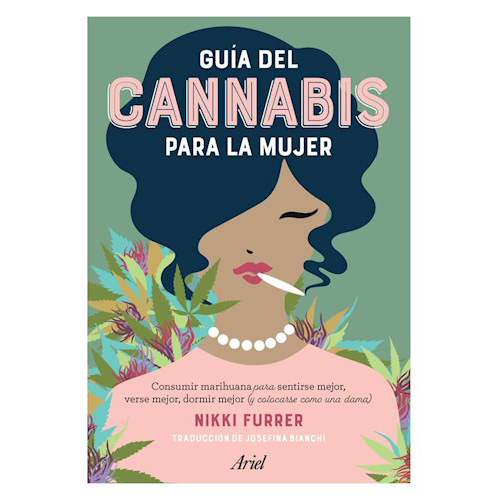 GUÍA DEL
CANNABIS
PARA LA MUJER
Consumir marihuana para sentirse mejor,
verse mejor, dormir mejor (y colocarse como una dama)
NIKKI FURRER
TRADUCCIÓN DE JOSEFINA BIANCHI
Ariel